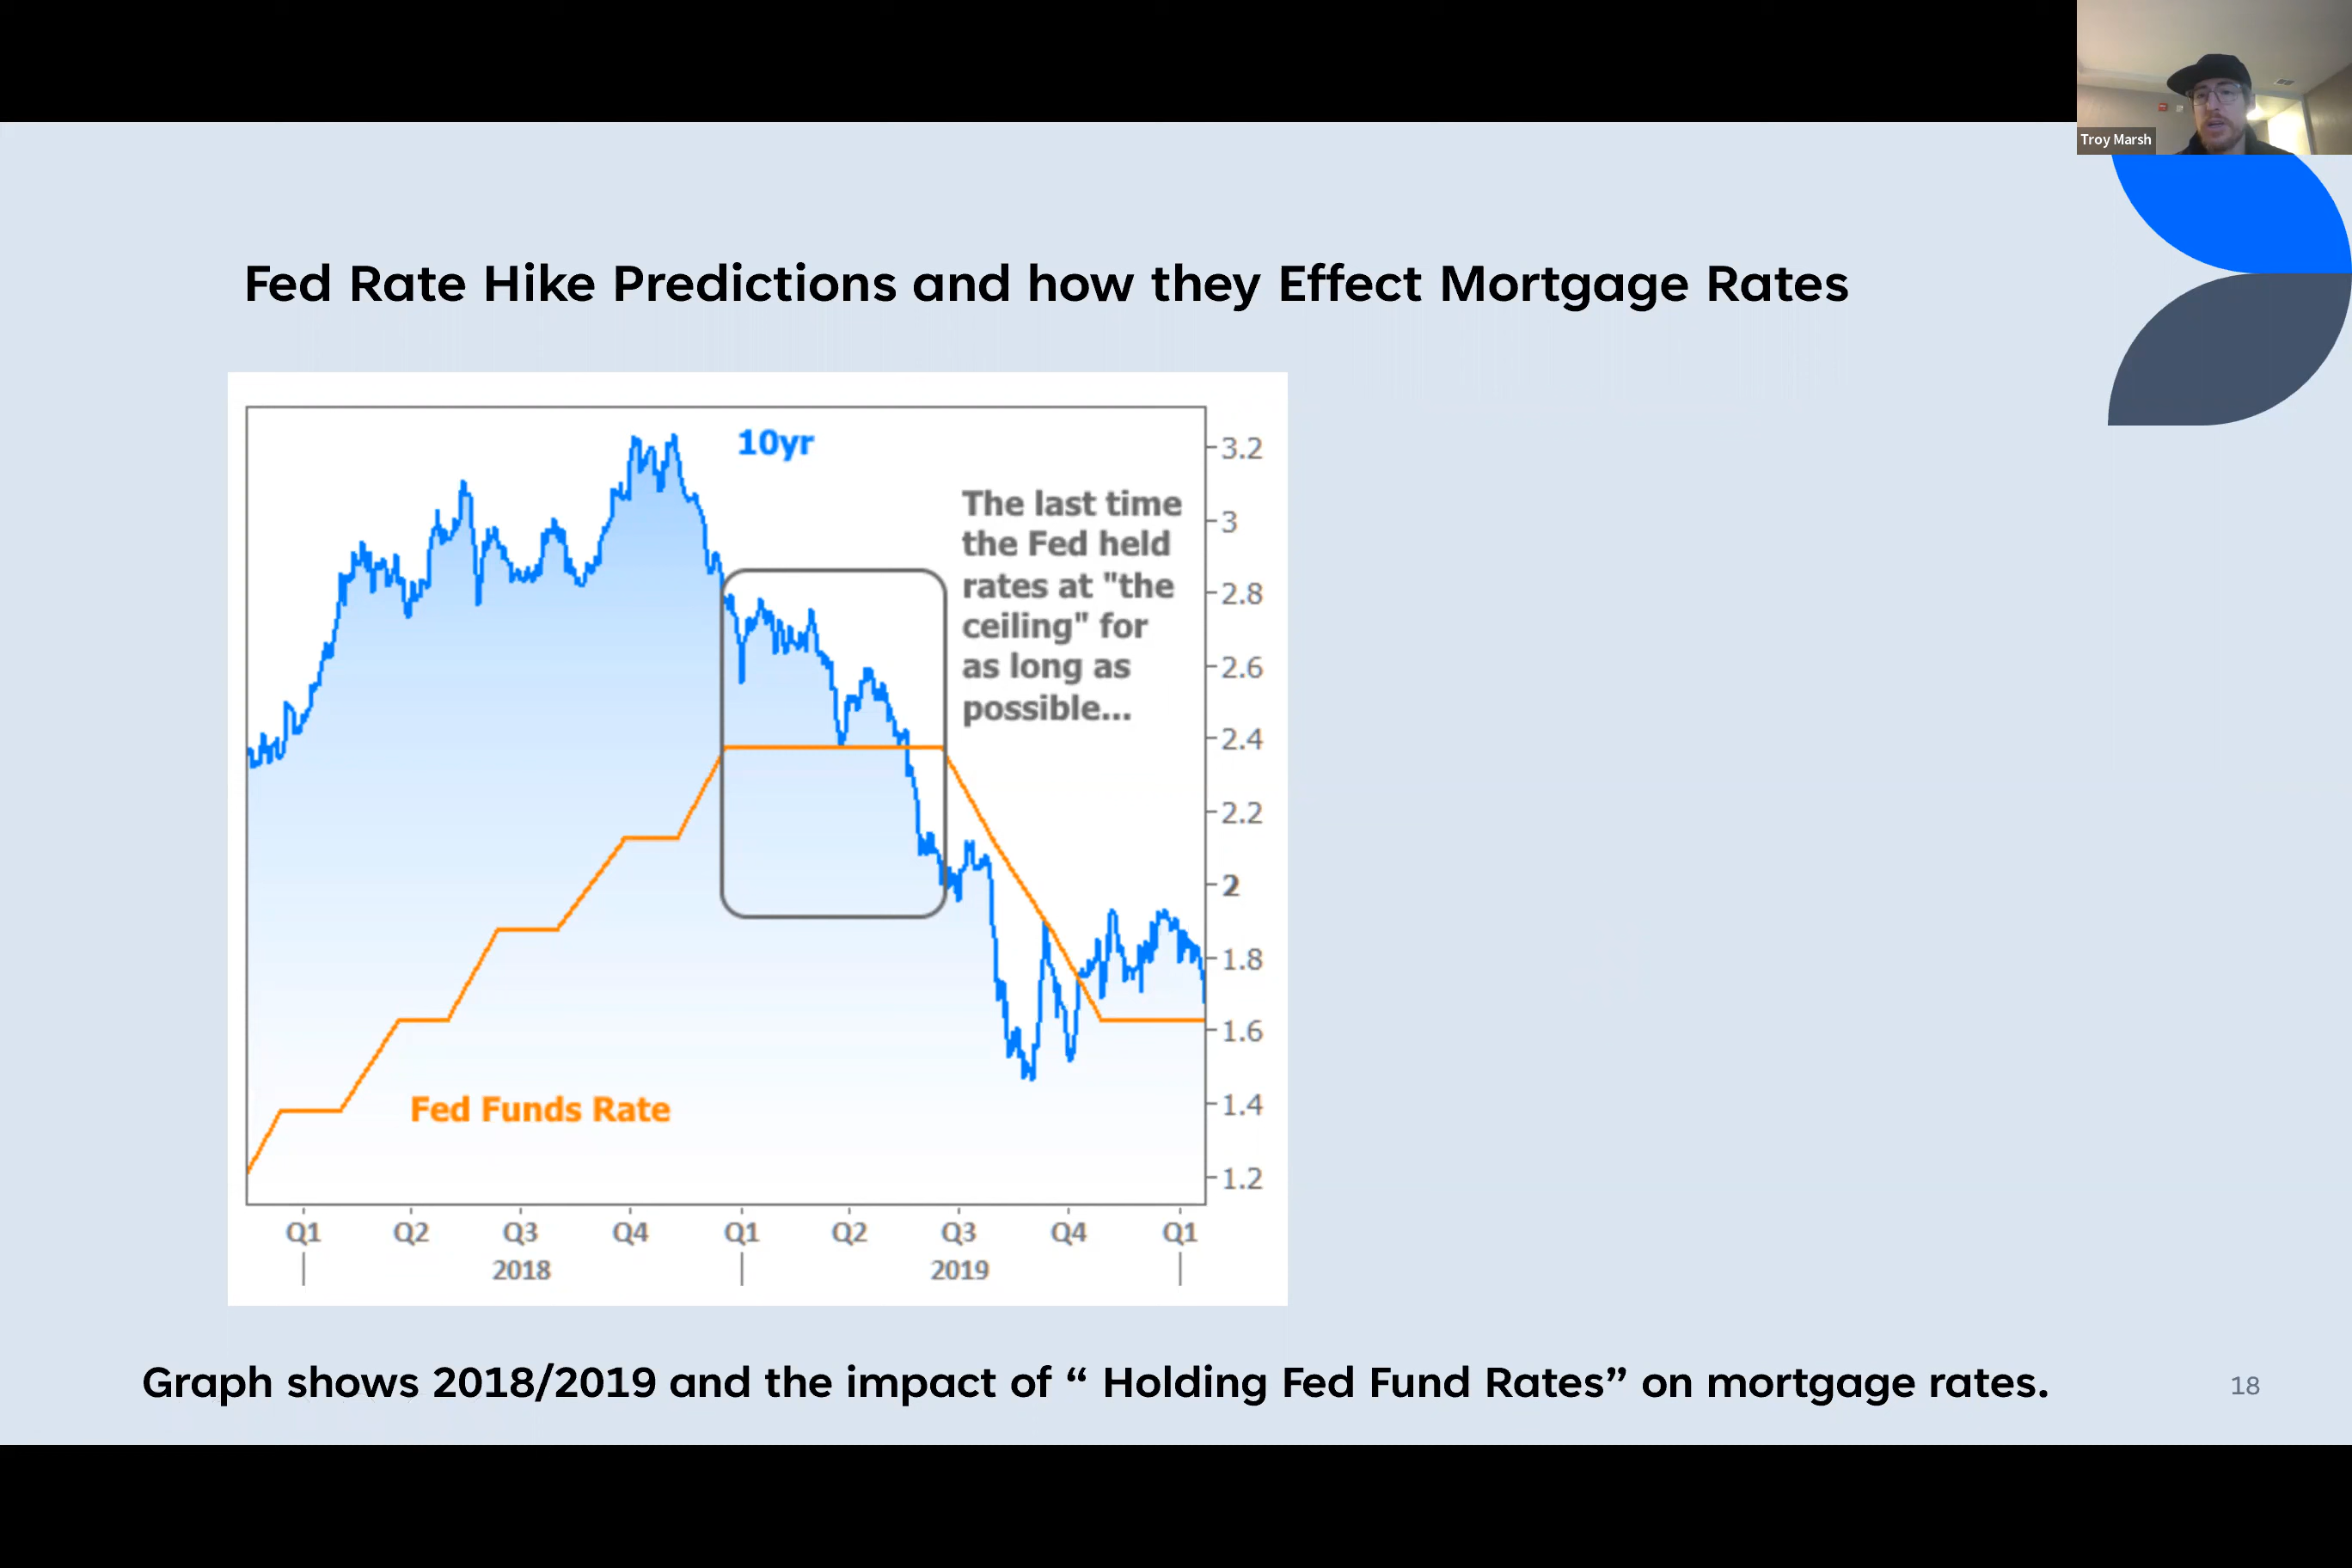 Troy Marsh
Fed Rate Hike Predictions and how they Effect Mortgage Rates
10yr
The last time
the Fed held
rates at "the
ceiling" for
as long as
possible...
Fed Funds Rate
3.2
3
2.8
2.6
2.4
2.2
2
1.8
1.6
1.4
1.2
Q1 Q2 Q3 Q4 Q1 Q2 Q3 Q4 Q1
2018 2019
Graph shows 2018/2019 and the impact of “ Holding Fed Fund Rates” on mortgage rates.
18